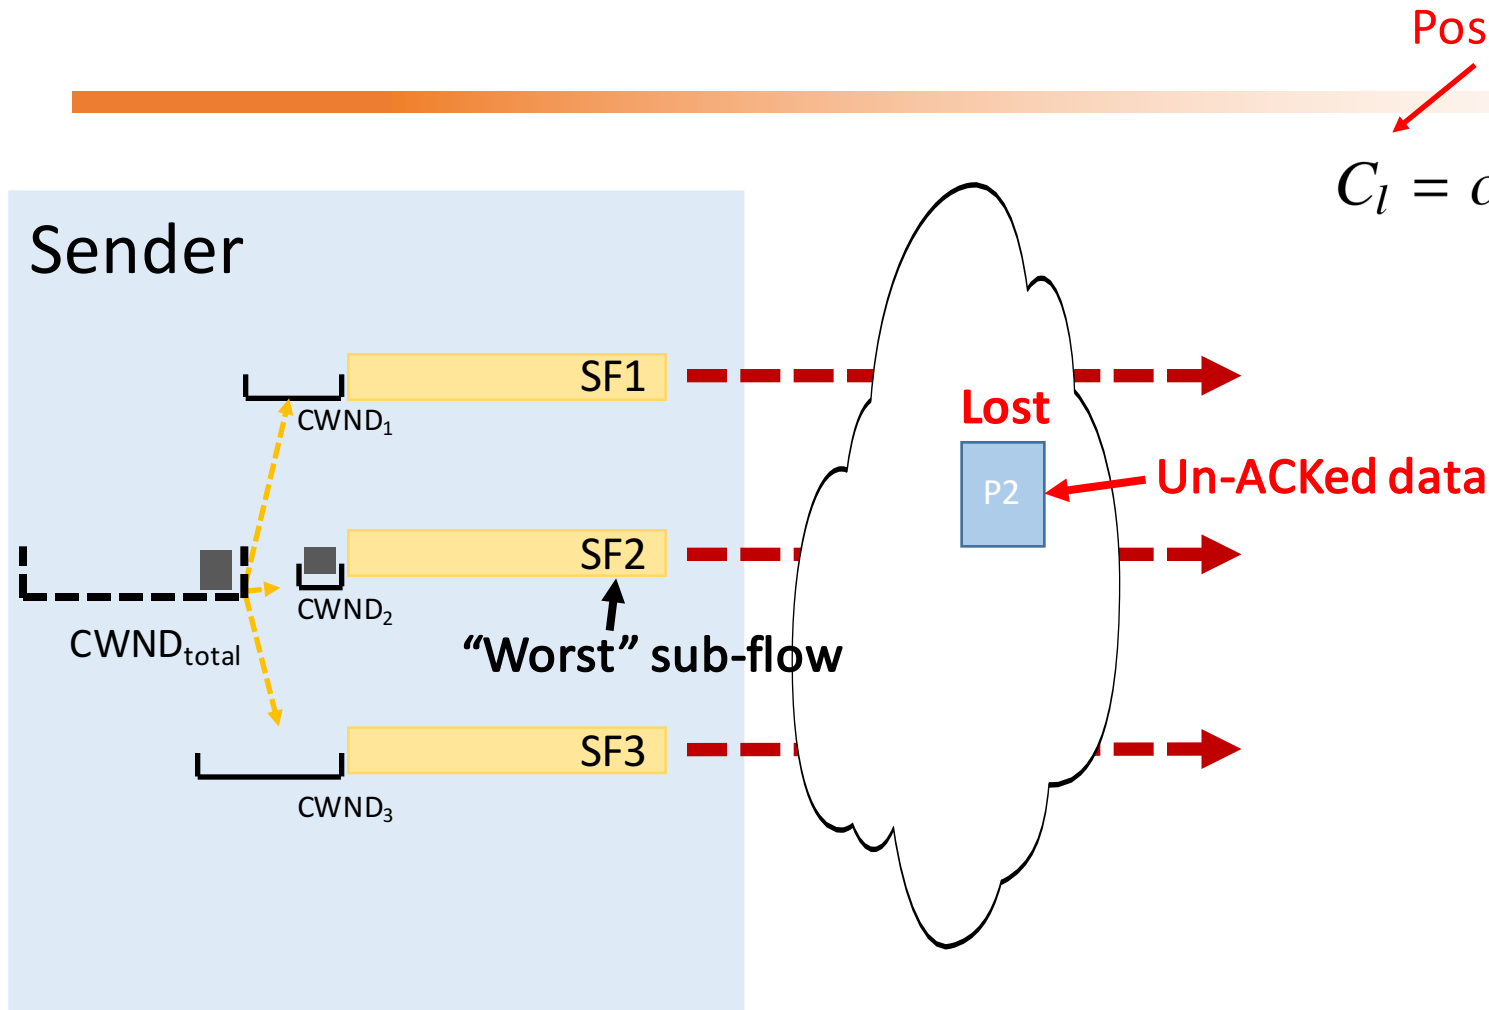 Pos
C_l = α
Sender
SF1
CWND₁
Lost
P2
Un-ACKed data
SF2
CWND₂
CWND_total
“Worst” sub-flow
SF3
CWND₃